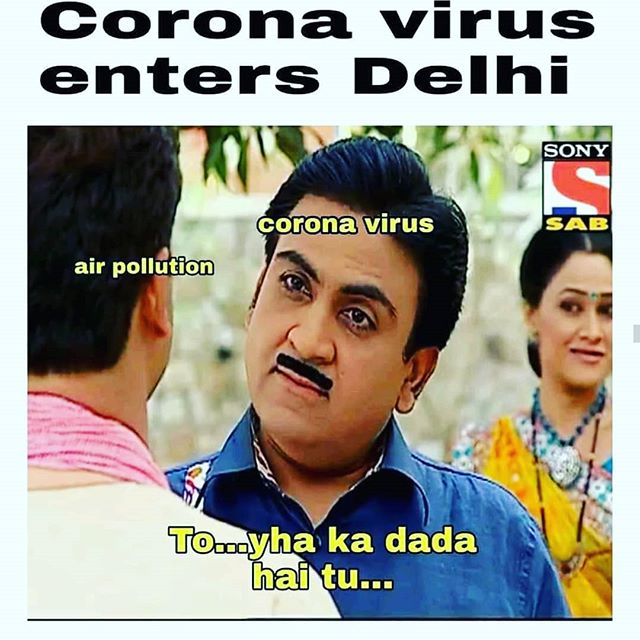 Corona virus
enters Delhi
SONY
S
SAB
corona virus
air pollution
To...yha ka dada
hai tu...